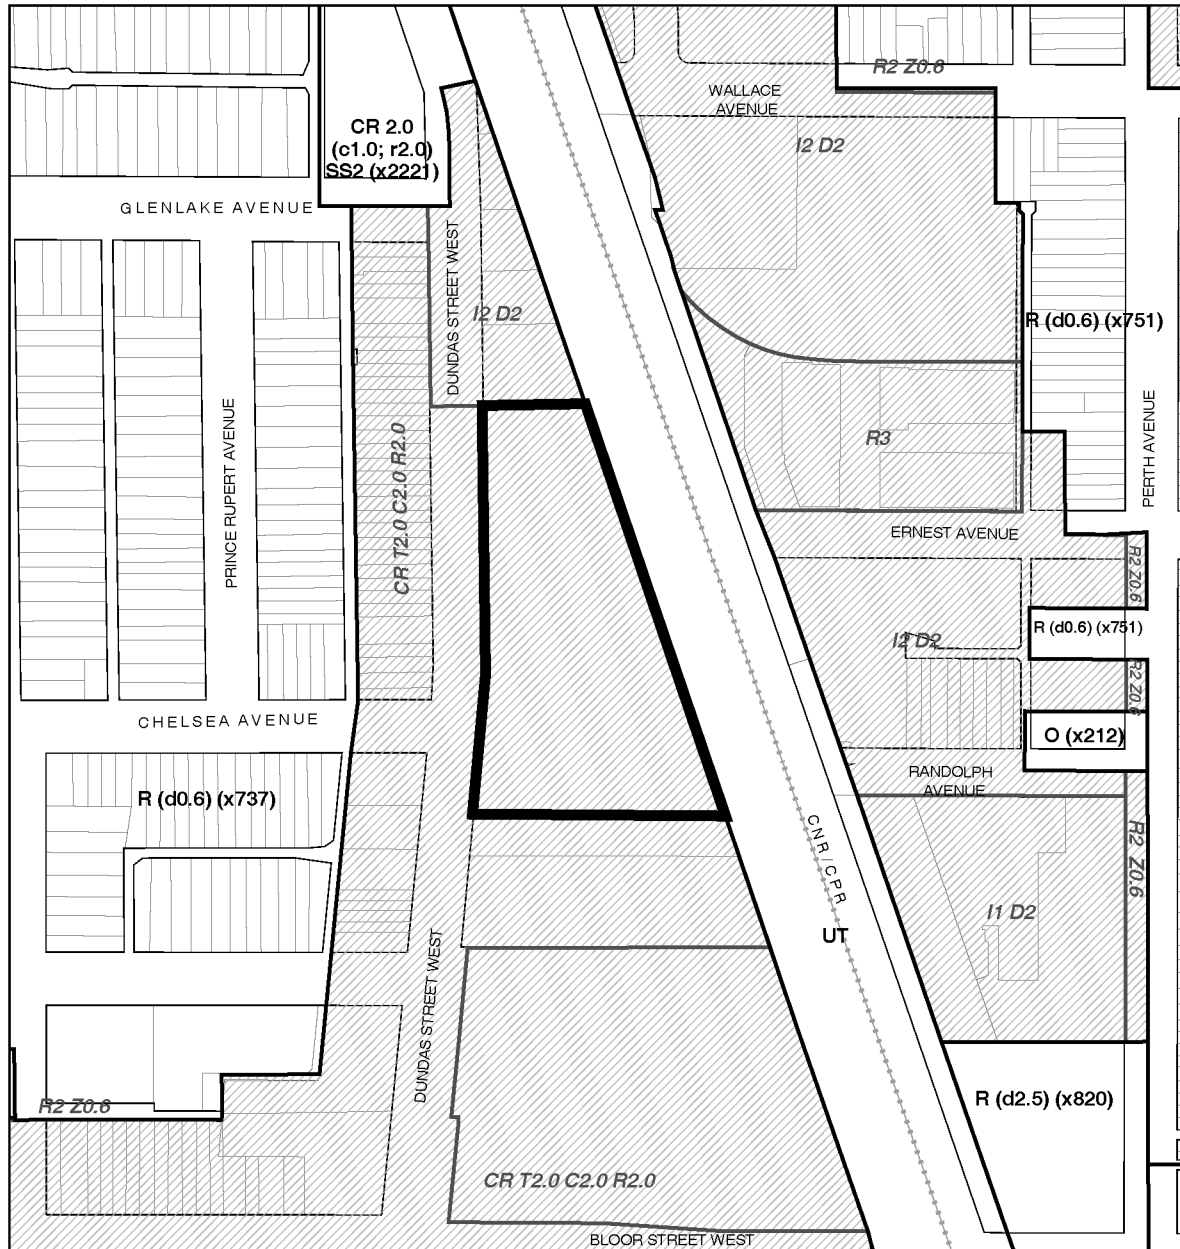 R2 Z0.6
WALLACE
AVENUE
CR 2.0
(c1.0; r2.0)
SS2 (x2221)
I2 D2
GLENLAKE AVENUE
DUNDAS STREET WEST
I2 D2
R (d0.6) (x751)
PRINCE RUPERT AVENUE
CR T2.0 C2.0 R2.0
R3
PERTH AVENUE
ERNEST AVENUE
R2 Z0.6
R (d0.6) (x751)
I2 D2
R2 Z0.6
CHELSEA AVENUE
O (x212)
RANDOLPH
AVENUE
R (d0.6) (x737)
CNR/CPR
R2 Z0.6
I1 D2
UT
DUNDAS STREET WEST
R (d2.5) (x820)
R2 Z0.6
CR T2.0 C2.0 R2.0
BLOOR STREET WEST